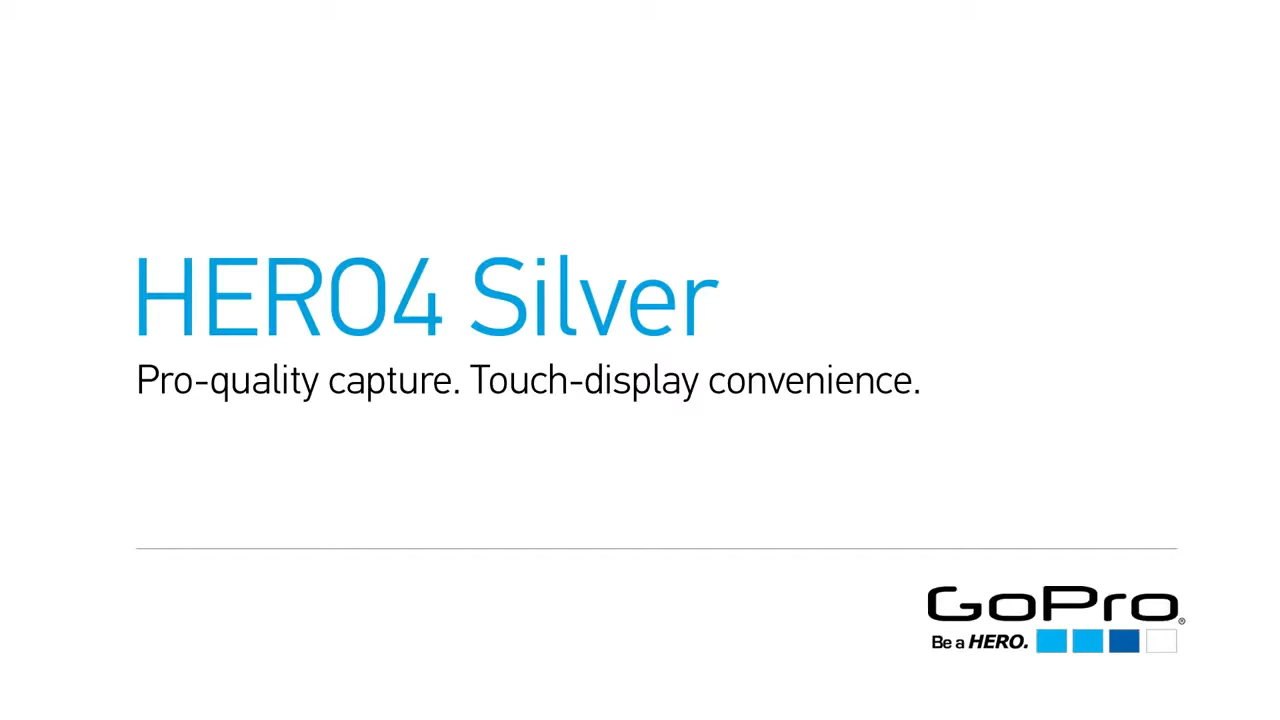 HERO4 Silver
Pro-quality capture. Touch-display convenience.
GoPro®
Be a HERO.